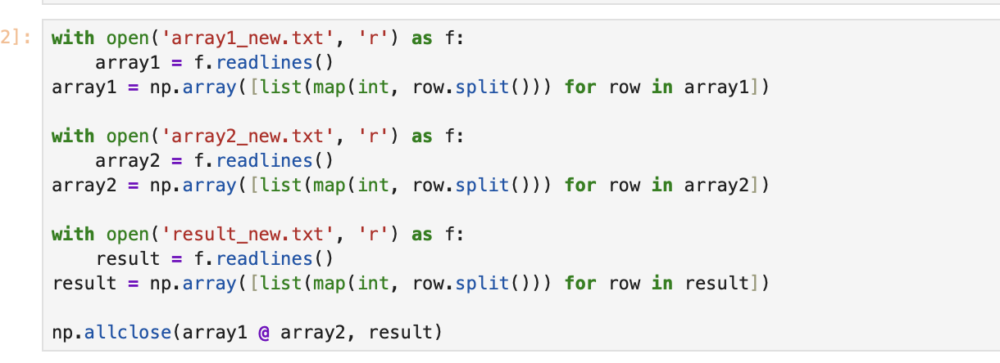 2]:
with open('array1_new.txt', 'r') as f:
    array1 = f.readlines()
array1 = np.array([list(map(int, row.split())) for row in array1])

with open('array2_new.txt', 'r') as f:
    array2 = f.readlines()
array2 = np.array([list(map(int, row.split())) for row in array2])

with open('result_new.txt', 'r') as f:
    result = f.readlines()
result = np.array([list(map(int, row.split())) for row in result])

np.allclose(array1 @ array2, result)